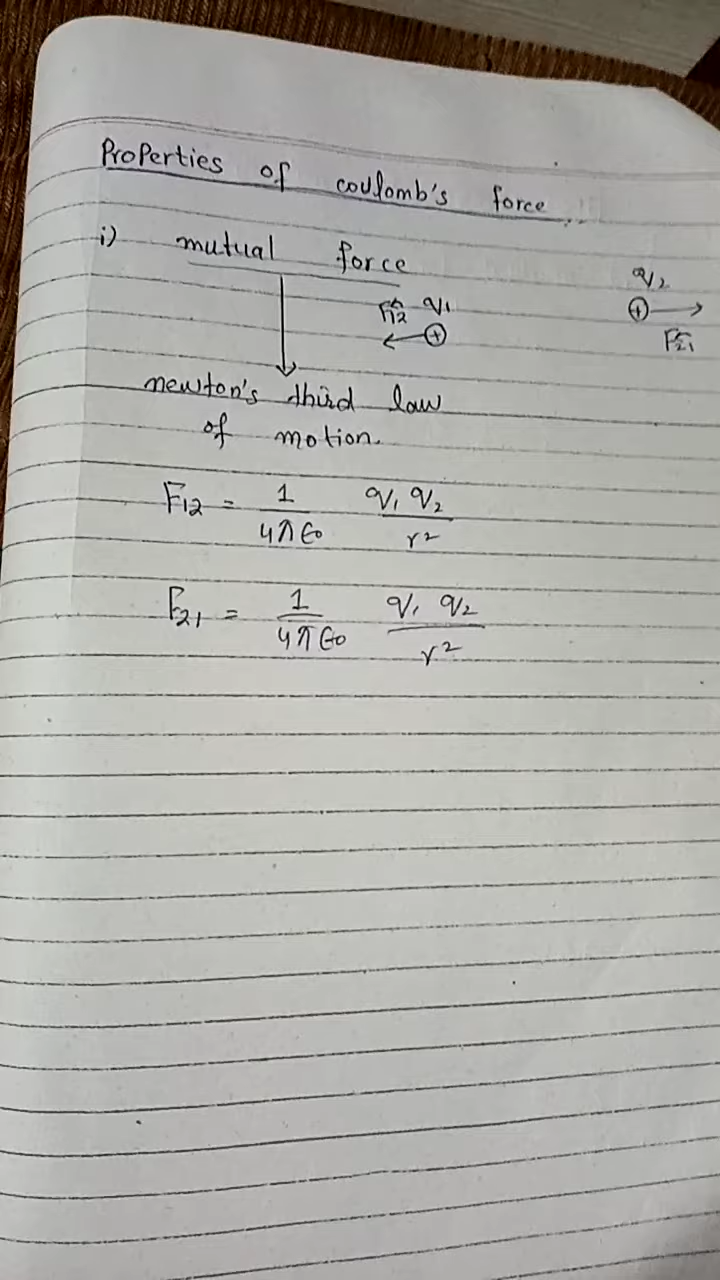 Properties of coulomb's force
i) mutual force
q2
F12 q1
F21
newton's third law
of motion.
F12 = 1/4πε0 q1 q2/r²
F21 = 1/4πε0 q1 q2/r²